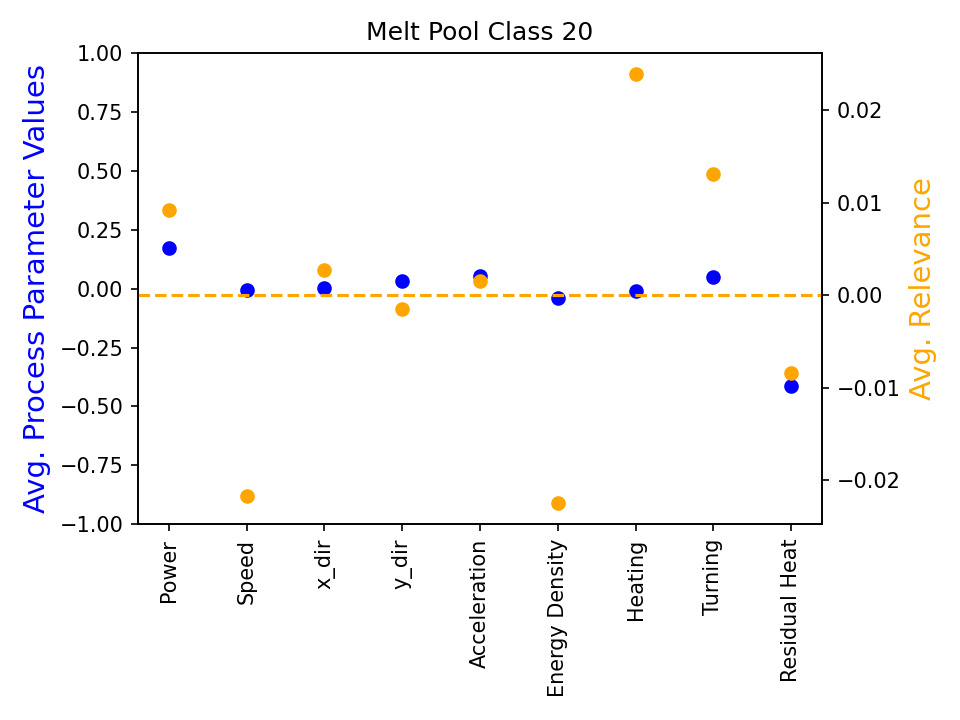 Melt Pool Class 20
Avg. Process Parameter Values
1.00
0.75
0.50
0.25
0.00
−0.25
−0.50
−0.75
−1.00
0.02
0.01
0.00
−0.01
−0.02
Avg. Relevance
Power
Speed
x_dir
y_dir
Acceleration
Energy Density
Heating
Turning
Residual Heat